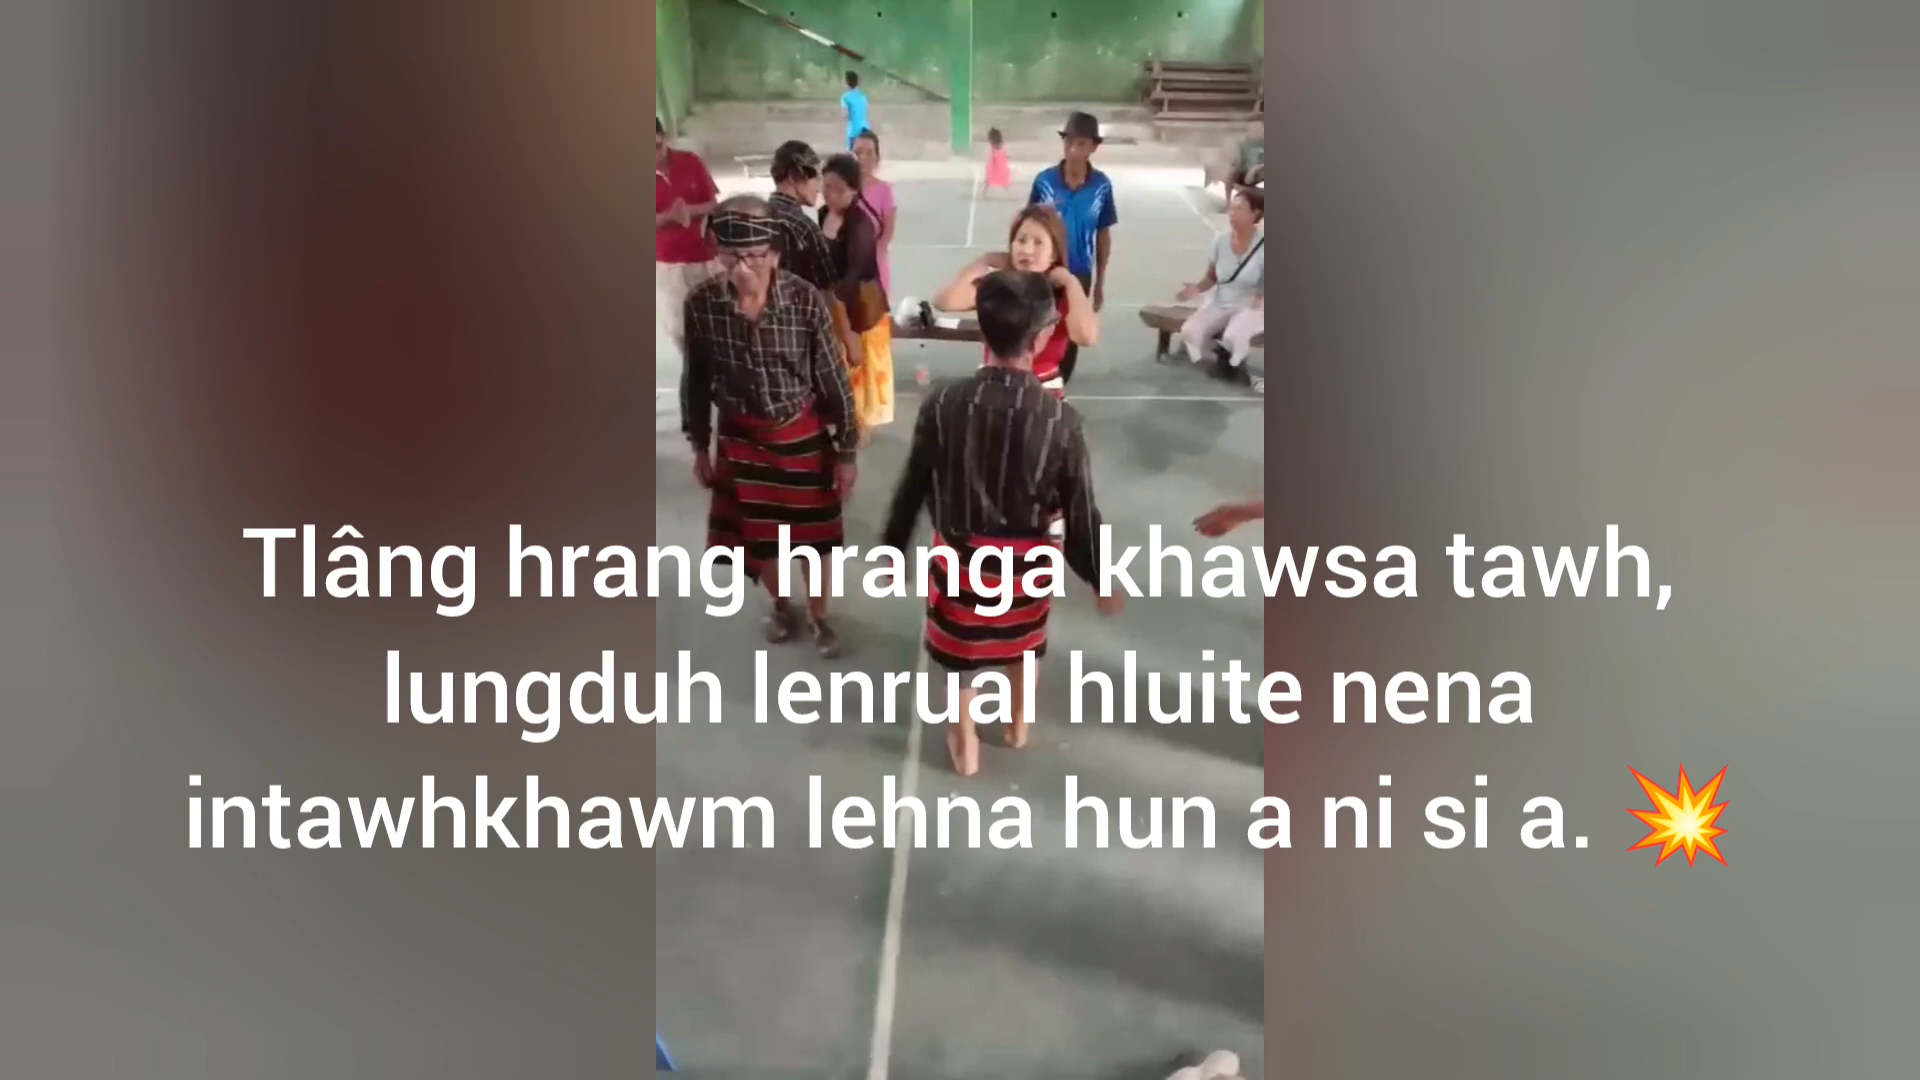 Tlâng hrang hranga khawsa tawh,
lungduh lenrual hluite nena
intawhkhawm lehna hun a ni si a. 💥